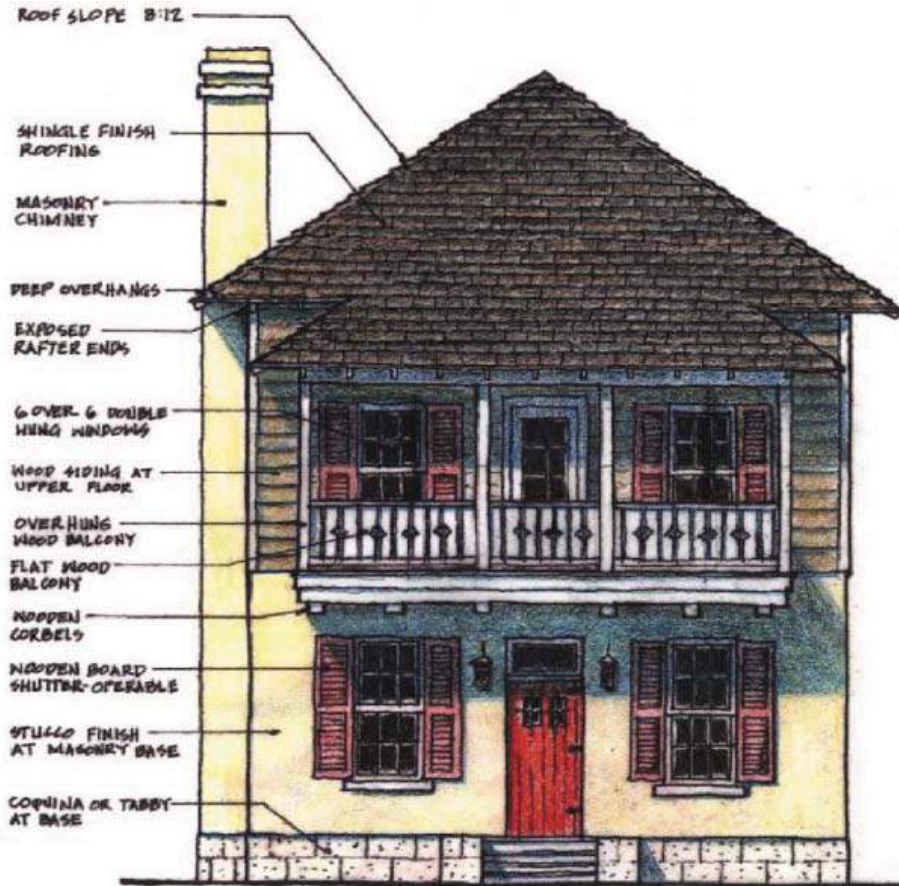 ROOF SLOPE 8:12
SHINGLE FINISH
ROOFING
MASONRY
CHIMNEY
DEEP OVERHANGS
EXPOSED
RAFTER ENDS
6 OVER 6 DOUBLE
HUNG WINDOWS
WOOD SIDING AT
UPPER FLOOR
OVERHUNG
WOOD BALCONY
FLAT WOOD
BALCONY
WOODEN
CORBELS
WOODEN BOARD
SHUTTER-OPERABLE
STUCCO FINISH
AT MASONRY BASE
COQUINA OR TABBY
AT BASE